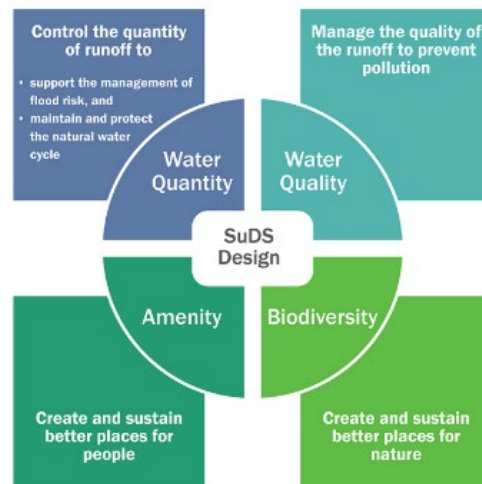 Control the quantity
of runoff to
• support the management of
flood risk, and
• maintain and protect
the natural water
cycle
Manage the quality of
the runoff to prevent
pollution
Water
Quantity
Water
Quality
SuDS
Design
Amenity
Biodiversity
Create and sustain
better places for
people
Create and sustain
better places for
nature